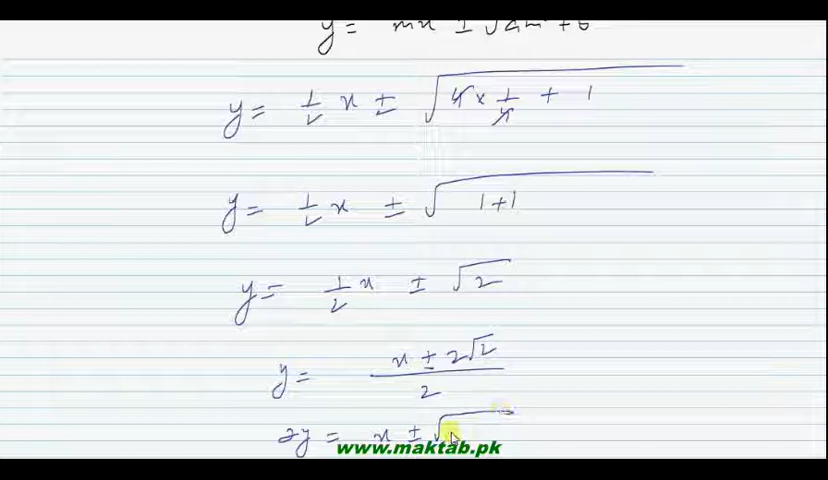 y = mx ± √
y = 1/2 x ± √(4 x 1/4 + 1
y = 1/2 x ± √(1+1
y = 1/2 x ± √2
y = (x ± 2√2)/2
2y = x ± √
www.maktab.pk